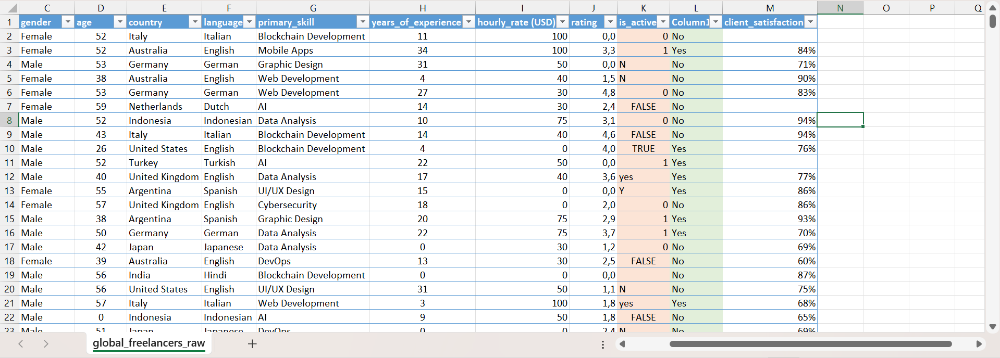 C D E F G H I J K L M N O P Q
1 gender age country language primary_skill years_of_experience hourly_rate (USD) rating is_active Column1 client_satisfaction
2 Female 52 Italy Italian Blockchain Development 11 100 0,0 0 No
3 Female 52 Australia English Mobile Apps 34 100 3,3 1 Yes 84%
4 Male 53 Germany German Graphic Design 31 50 0,0 N No 71%
5 Female 38 Australia English Web Development 4 40 1,5 N No 90%
6 Female 53 Germany German Web Development 27 30 4,8 0 No 83%
7 Female 59 Netherlands Dutch AI 14 30 2,4 FALSE No
8 Male 52 Indonesia Indonesian Data Analysis 10 75 3,1 0 No 94%
9 Male 43 Italy Italian Blockchain Development 14 40 4,6 FALSE No 94%
10 Male 26 United States English Blockchain Development 4 0 4,0 TRUE Yes 76%
11 Male 52 Turkey Turkish AI 22 50 0,0 1 Yes
12 Male 40 United Kingdom English Data Analysis 17 40 3,6 yes Yes 77%
13 Female 55 Argentina Spanish UI/UX Design 15 0 0,0 Y Yes 86%
14 Female 57 United Kingdom English Cybersecurity 18 0 2,0 0 No 86%
15 Male 38 Argentina Spanish Graphic Design 20 75 2,9 1 Yes 93%
16 Male 50 Germany German Data Analysis 22 75 3,7 1 Yes 70%
17 Male 42 Japan Japanese Data Analysis 0 30 1,2 0 No 69%
18 Female 39 Australia English DevOps 13 30 2,5 FALSE No 60%
19 Male 56 India Hindi Blockchain Development 0 0 0,0 No 87%
20 Male 56 United States English UI/UX Design 31 50 1,1 N No 75%
21 Male 57 Italy Italian Web Development 3 100 1,8 yes Yes 68%
22 Male 0 Indonesia Indonesian AI 9 50 1,8 FALSE No 65%
23 Male 51 Japan Japanese DevOps 0 0 2,4 N No 69%
global_freelancers_raw